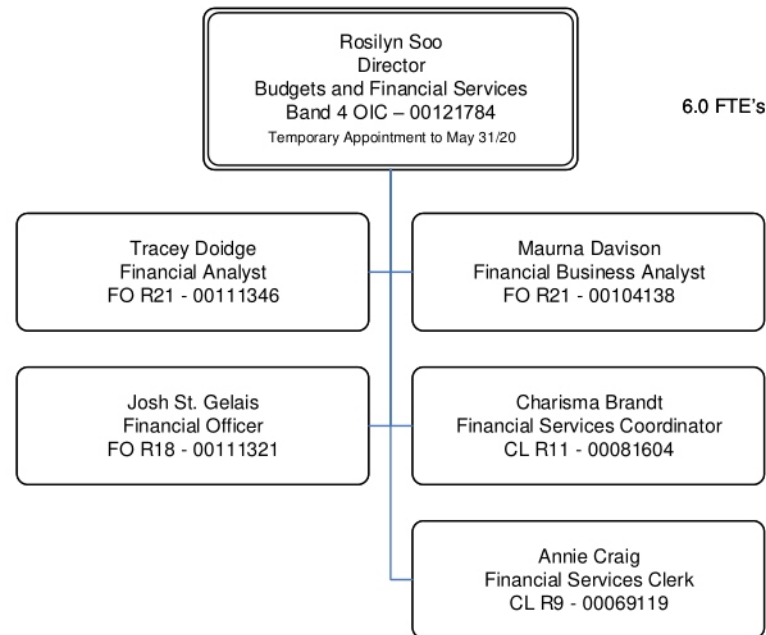 Rosilyn Soo
Director
Budgets and Financial Services
Band 4 OIC – 00121784
Temporary Appointment to May 31/20
6.0 FTE's
Tracey Doidge
Financial Analyst
FO R21 - 00111346
Maurna Davison
Financial Business Analyst
FO R21 - 00104138
Josh St. Gelais
Financial Officer
FO R18 - 00111321
Charisma Brandt
Financial Services Coordinator
CL R11 - 00081604
Annie Craig
Financial Services Clerk
CL R9 - 00069119